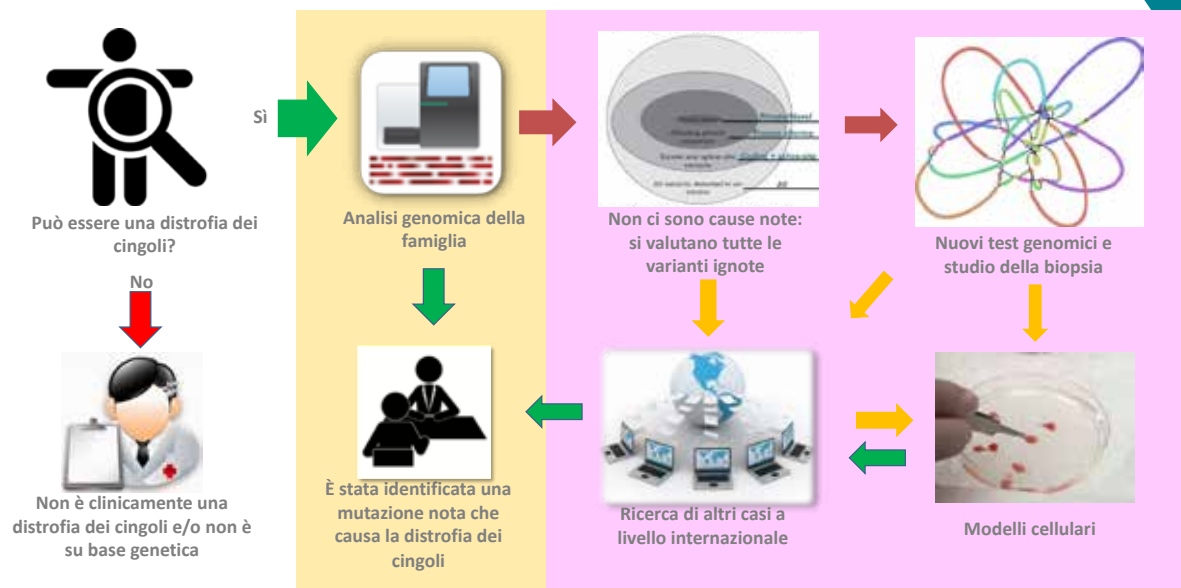 Può essere una distrofia dei
cingoli?
Sì
No
Non è clinicamente una
distrofia dei cingoli e/o non è
su base genetica
Analisi genomica della
famiglia
È stata identificata una
mutazione nota che
causa la distrofia dei
cingoli
Non ci sono cause note:
si valutano tutte le
varianti ignote
Ricerca di altri casi a
livello internazionale
Nuovi test genomici e
studio della biopsia
Modelli cellulari